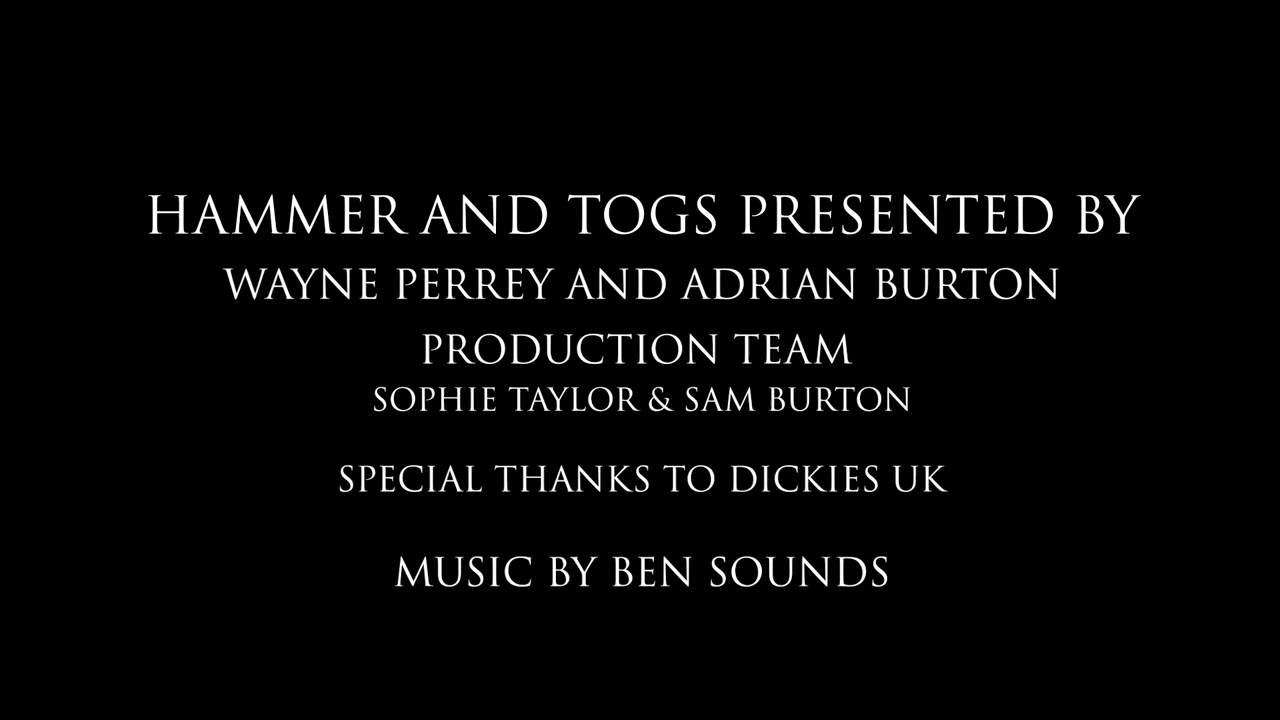 HAMMER AND TOGS PRESENTED BY
WAYNE PERREY AND ADRIAN BURTON
PRODUCTION TEAM
SOPHIE TAYLOR & SAM BURTON
SPECIAL THANKS TO DICKIES UK
MUSIC BY BEN SOUNDS